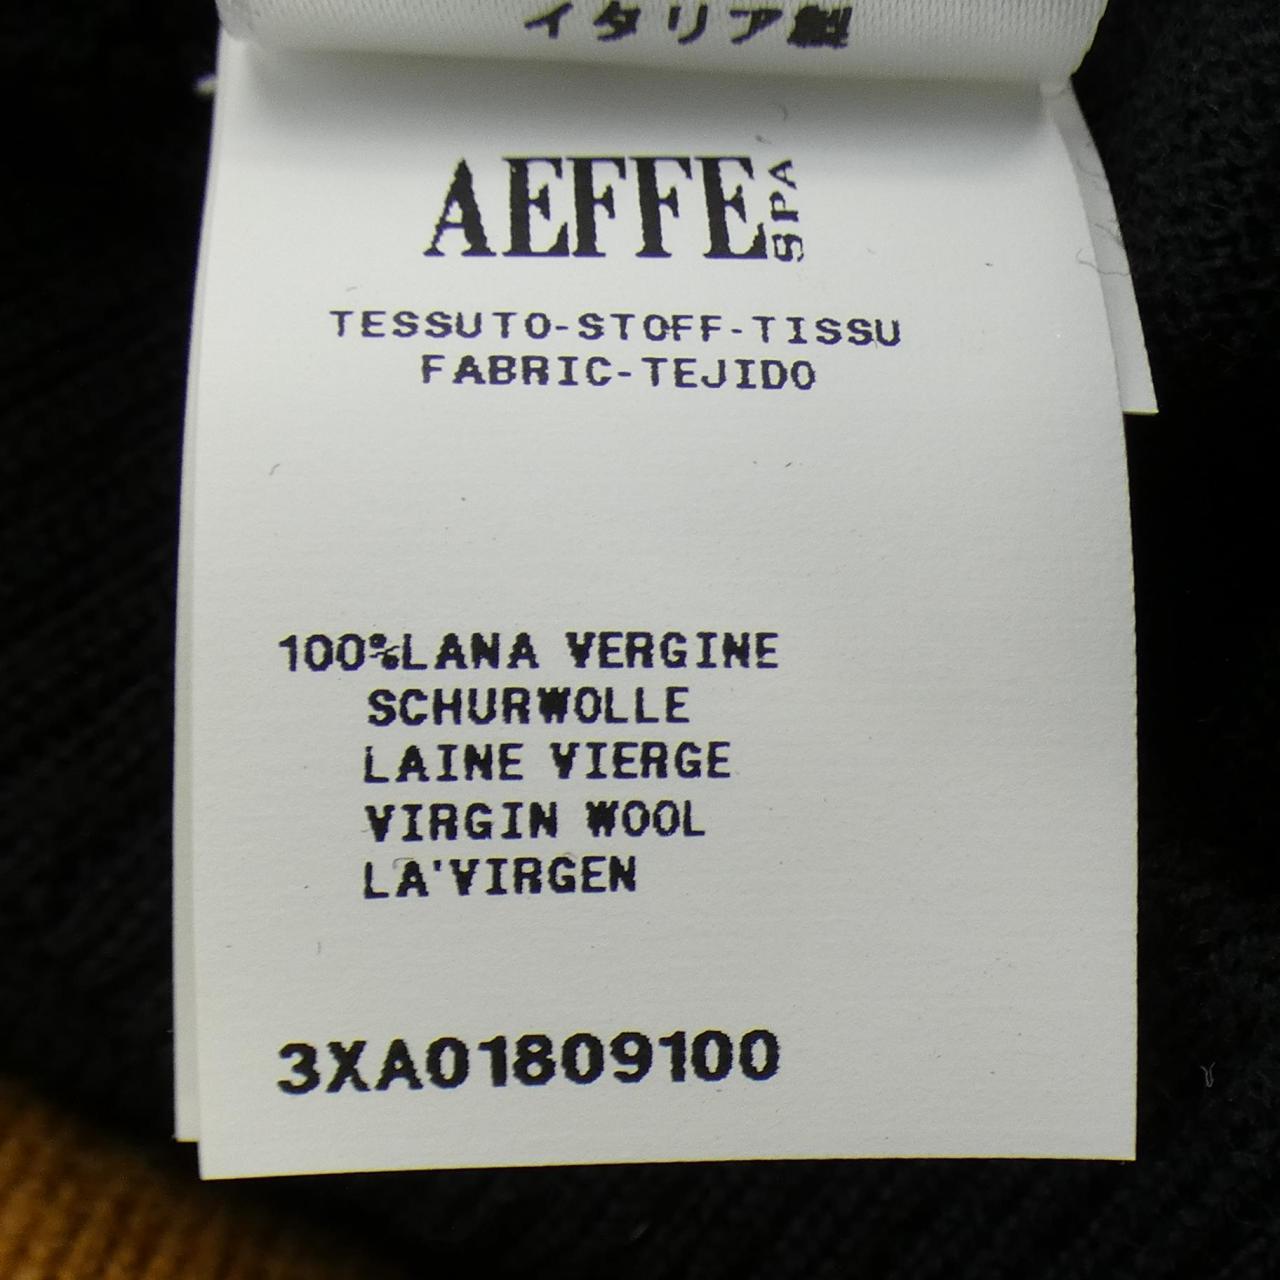 イタリア製
AEFFE SPA
TESSUTO-STOFF-TISSU
FABRIC-TEJIDO
100%LANA VERGINE
SCHURWOLLE
LAINE VIERGE
VIRGIN WOOL
LA'VIRGEN
3XA01809100